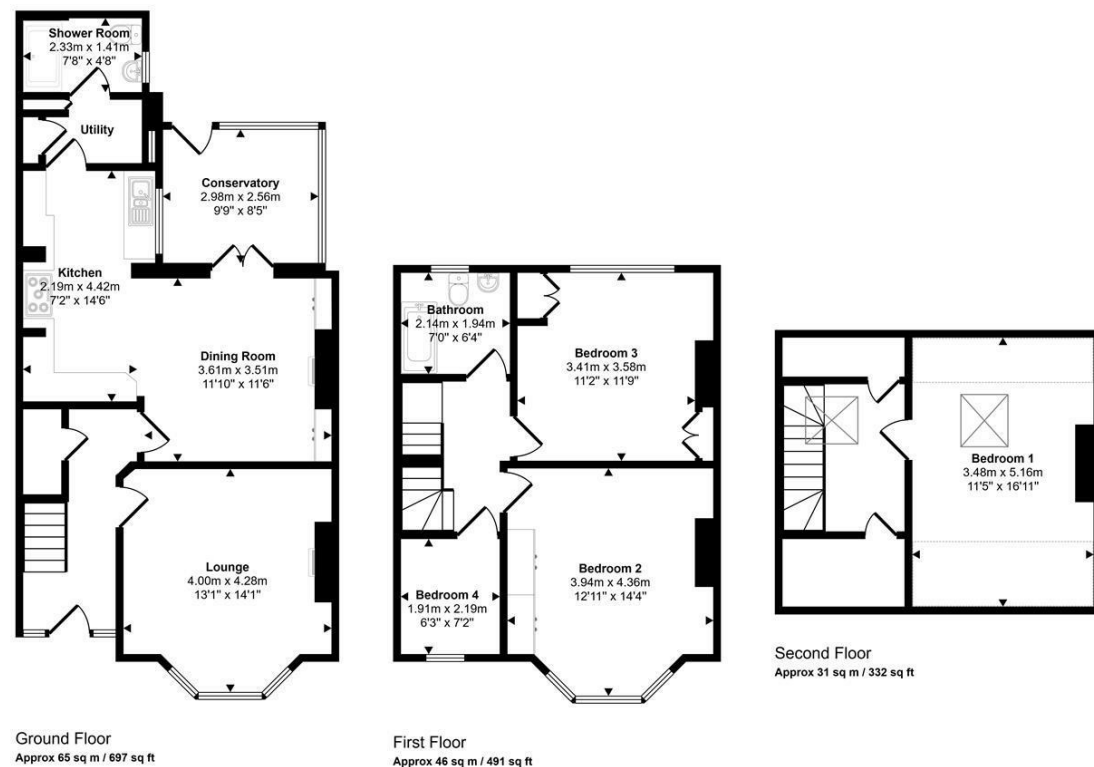 Shower Room
2.33m x 1.41m
7'8" x 4'8"
Utility
Conservatory
2.98m x 2.56m
9'9" x 8'5"
Kitchen
2.19m x 4.42m
7'2" x 14'6"
Dining Room
3.61m x 3.51m
11'10" x 11'6"
Lounge
4.00m x 4.28m
13'1" x 14'1"
Ground Floor
Approx 65 sq m / 697 sq ft
Bathroom
2.14m x 1.94m
7'0" x 6'4"
Bedroom 3
3.41m x 3.58m
11'2" x 11'9"
Bedroom 4
1.91m x 2.19m
6'3" x 7'2"
Bedroom 2
3.94m x 4.36m
12'11" x 14'4"
First Floor
Approx 46 sq m / 491 sq ft
Bedroom 1
3.48m x 5.16m
11'5" x 16'11"
Second Floor
Approx 31 sq m / 332 sq ft